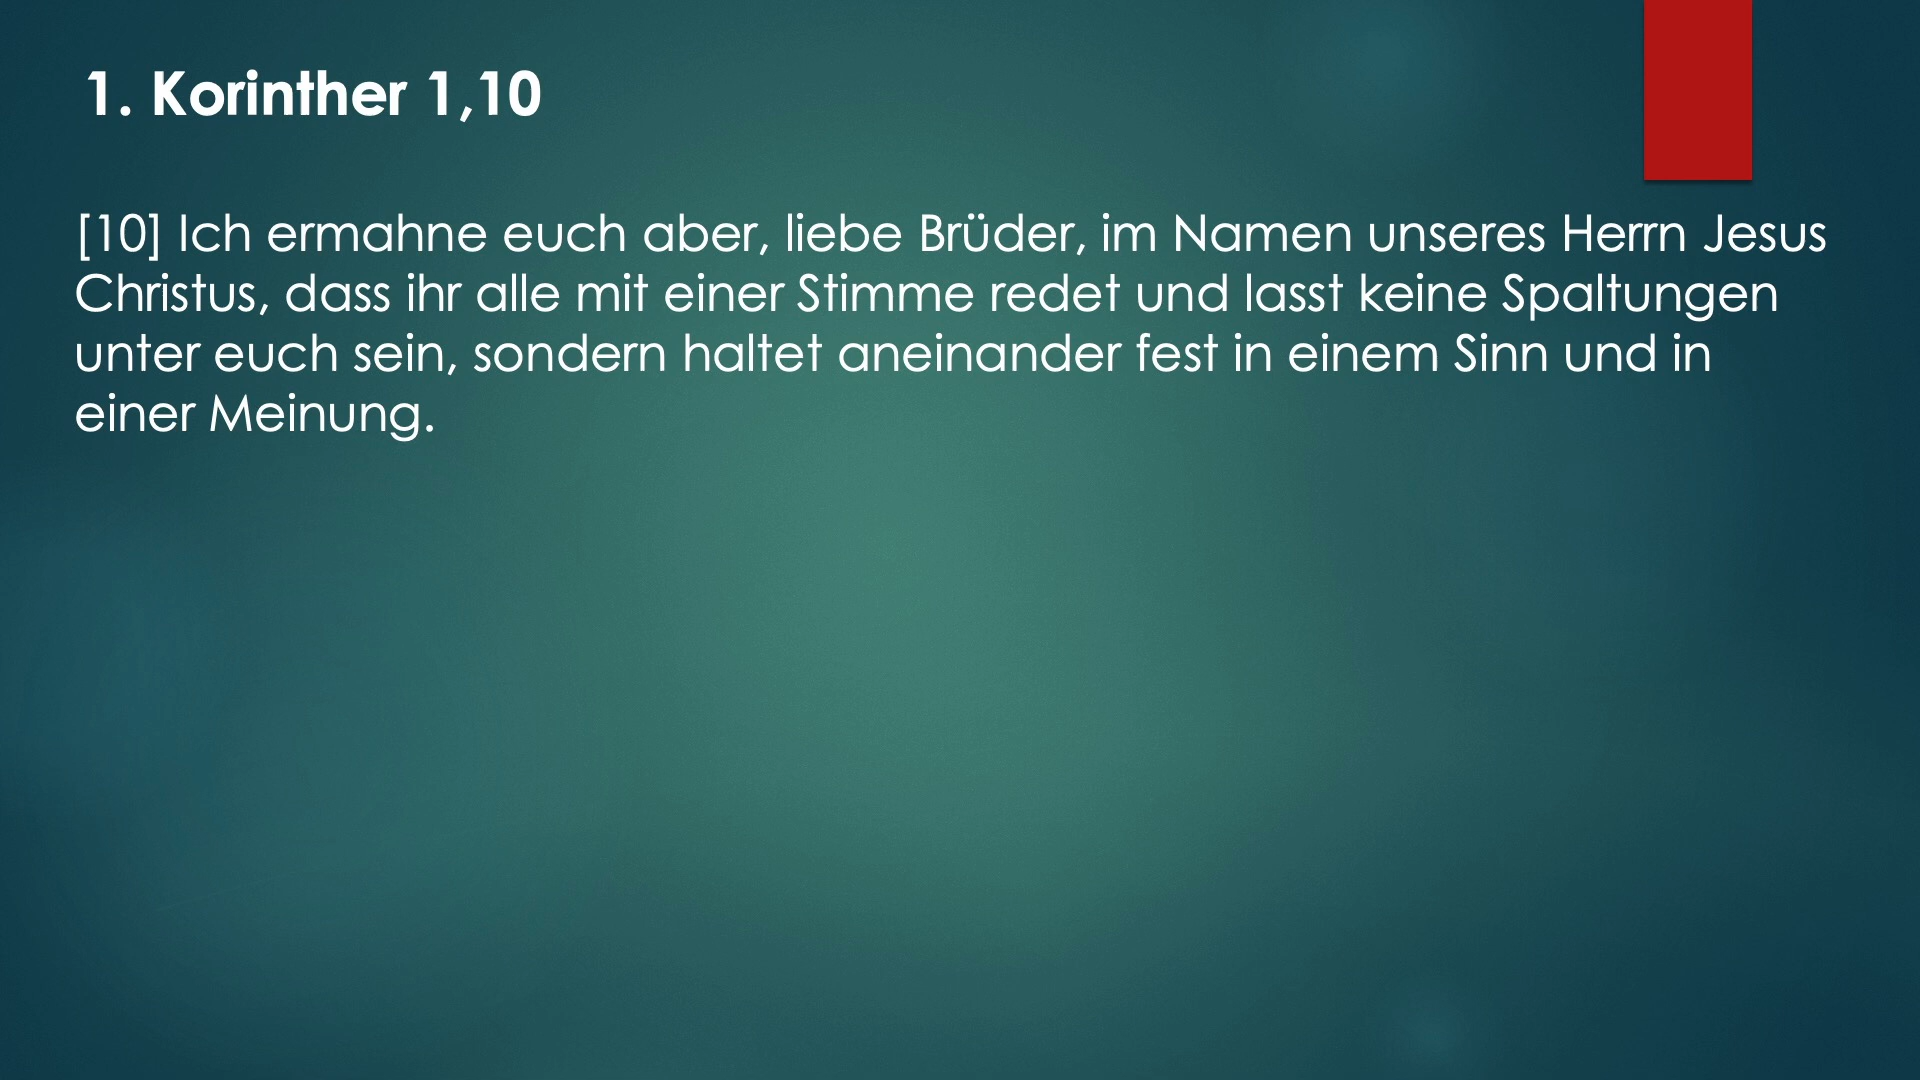 1. Korinther 1,10
[10] Ich ermahne euch aber, liebe Brüder, im Namen unseres Herrn Jesus
Christus, dass ihr alle mit einer Stimme redet und lasst keine Spaltungen
unter euch sein, sondern haltet aneinander fest in einem Sinn und in
einer Meinung.